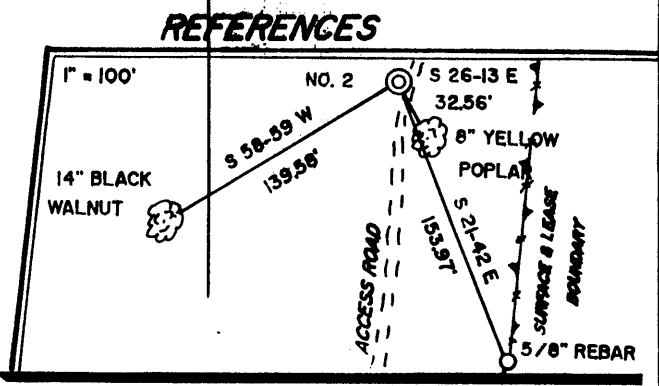 REFERENCES
1" = 100'
NO. 2
S 26-13 E
32.56'
S 58-59 W
139.58'
8" YELLOW
POPLAR
14" BLACK
WALNUT
S 21-42 E
153.97'
ACCESS ROAD
SURFACE & LEASE
BOUNDARY
5/8" REBAR